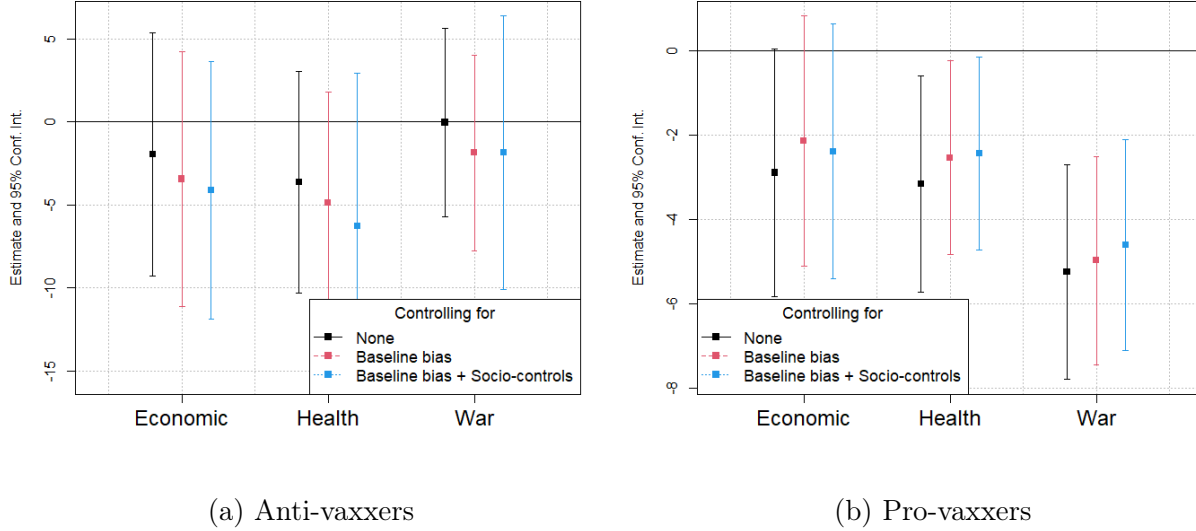 Estimate and 95% Conf. Int.
5
0
-5
-10
-15
Controlling for
None
Baseline bias
Baseline bias + Socio-controls
Economic
Health
War
(a) Anti-vaxxers
Estimate and 95% Conf. Int.
0
-2
-4
-6
-8
Controlling for
None
Baseline bias
Baseline bias + Socio-controls
Economic
Health
War
(b) Pro-vaxxers